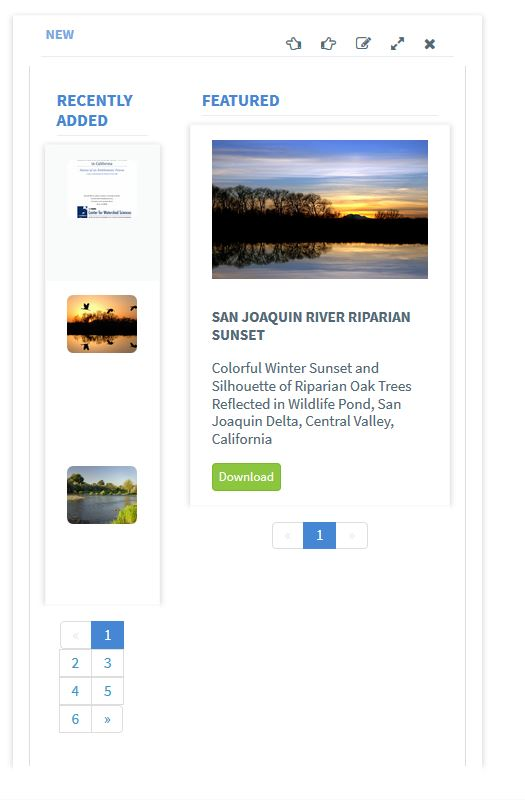 NEW
RECENTLY
ADDED
in California
Center for Watershed Sciences
«
1
2
3
4
5
6
»
FEATURED
SAN JOAQUIN RIVER RIPARIAN
SUNSET
Colorful Winter Sunset and
Silhouette of Riparian Oak Trees
Reflected in Wildlife Pond, San
Joaquin Delta, Central Valley,
California
Download
«
1
»